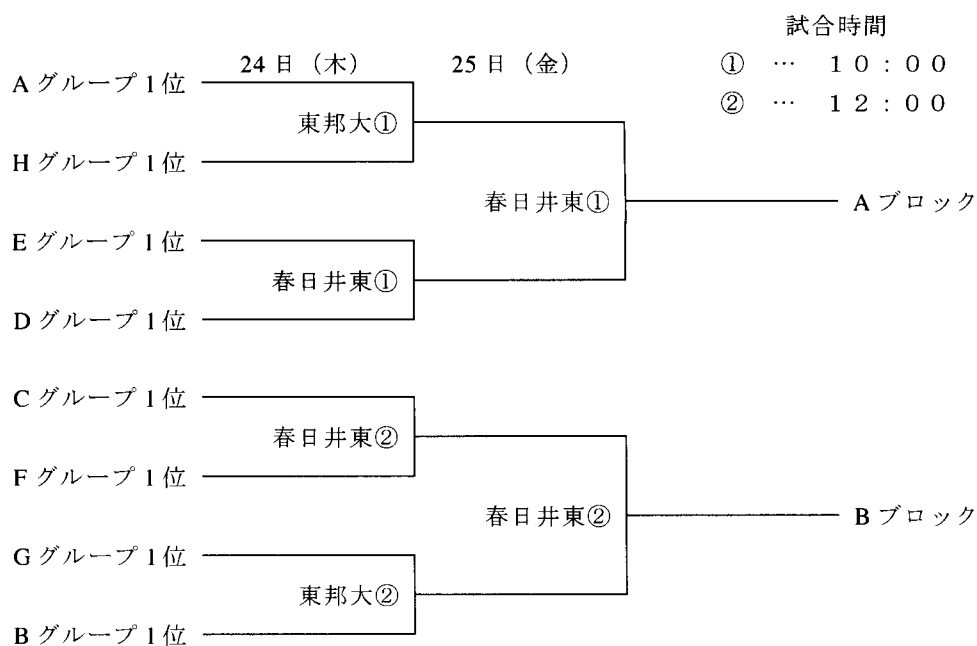 試合時間
24日（木） 25日（金） ① … 10：00
Aグループ1位
② … 12：00
東邦大①
Hグループ1位
春日井東① Aブロック
Eグループ1位
春日井東①
Dグループ1位
Cグループ1位
春日井東②
Fグループ1位
春日井東② Bブロック
Gグループ1位
東邦大②
Bグループ1位